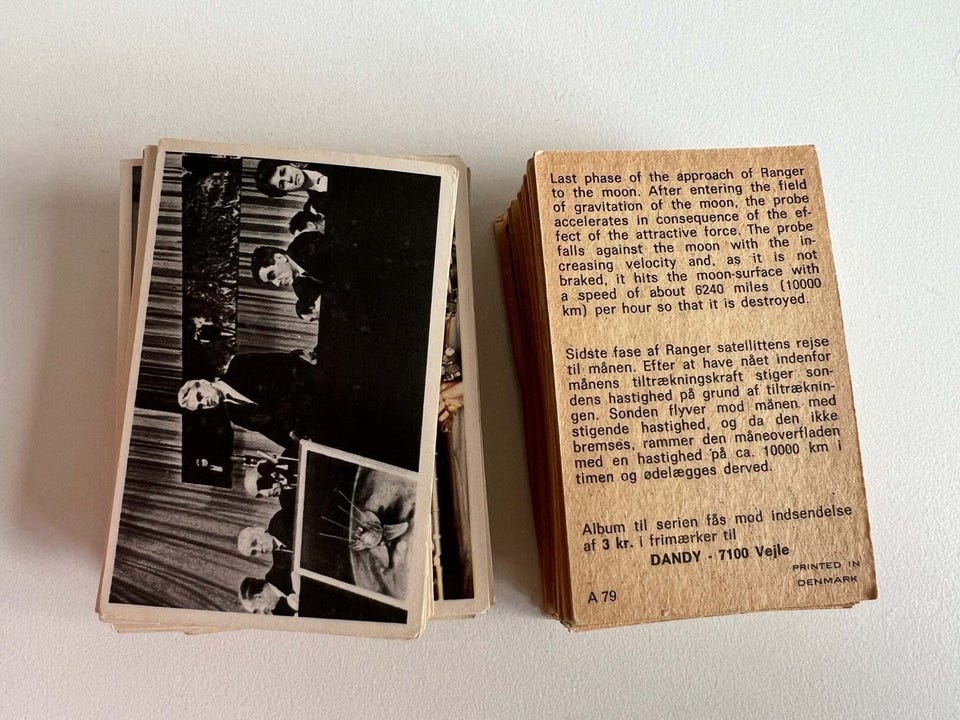 Last phase of the approach of Ranger
to the moon. After entering the field
of gravitation of the moon, the probe
accelerates in consequence of the ef-
fect of the attractive force. The probe
falls against the moon with the in-
creasing velocity and, as it is not
braked, it hits the moon-surface with
a speed of about 6240 miles (10000
km) per hour so that it is destroyed.
Sidste fase af Ranger satellittens rejse
til månen. Efter at have nået indenfor
månens tiltrækningskraft stiger son-
dens hastighed på grund af tiltræknin-
gen. Sonden flyver mod månen med
stigende hastighed, og da den ikke
bremses, rammer den måneoverfladen
med en hastighed på ca. 10000 km i
timen og ødelægges derved.
Album til serien fås mod indsendelse
af 3 kr. i frimærker til
DANDY - 7100 Vejle
PRINTED IN
DENMARK
A 79